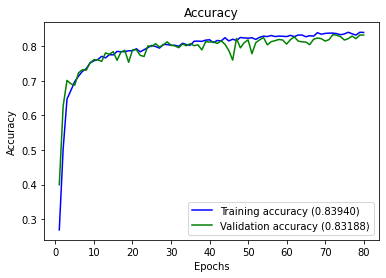 Accuracy
0.8
0.7
0.6
0.5
0.4
0.3
Accuracy
Training accuracy (0.83940)
Validation accuracy (0.83188)
0 10 20 30 40 50 60 70 80
Epochs